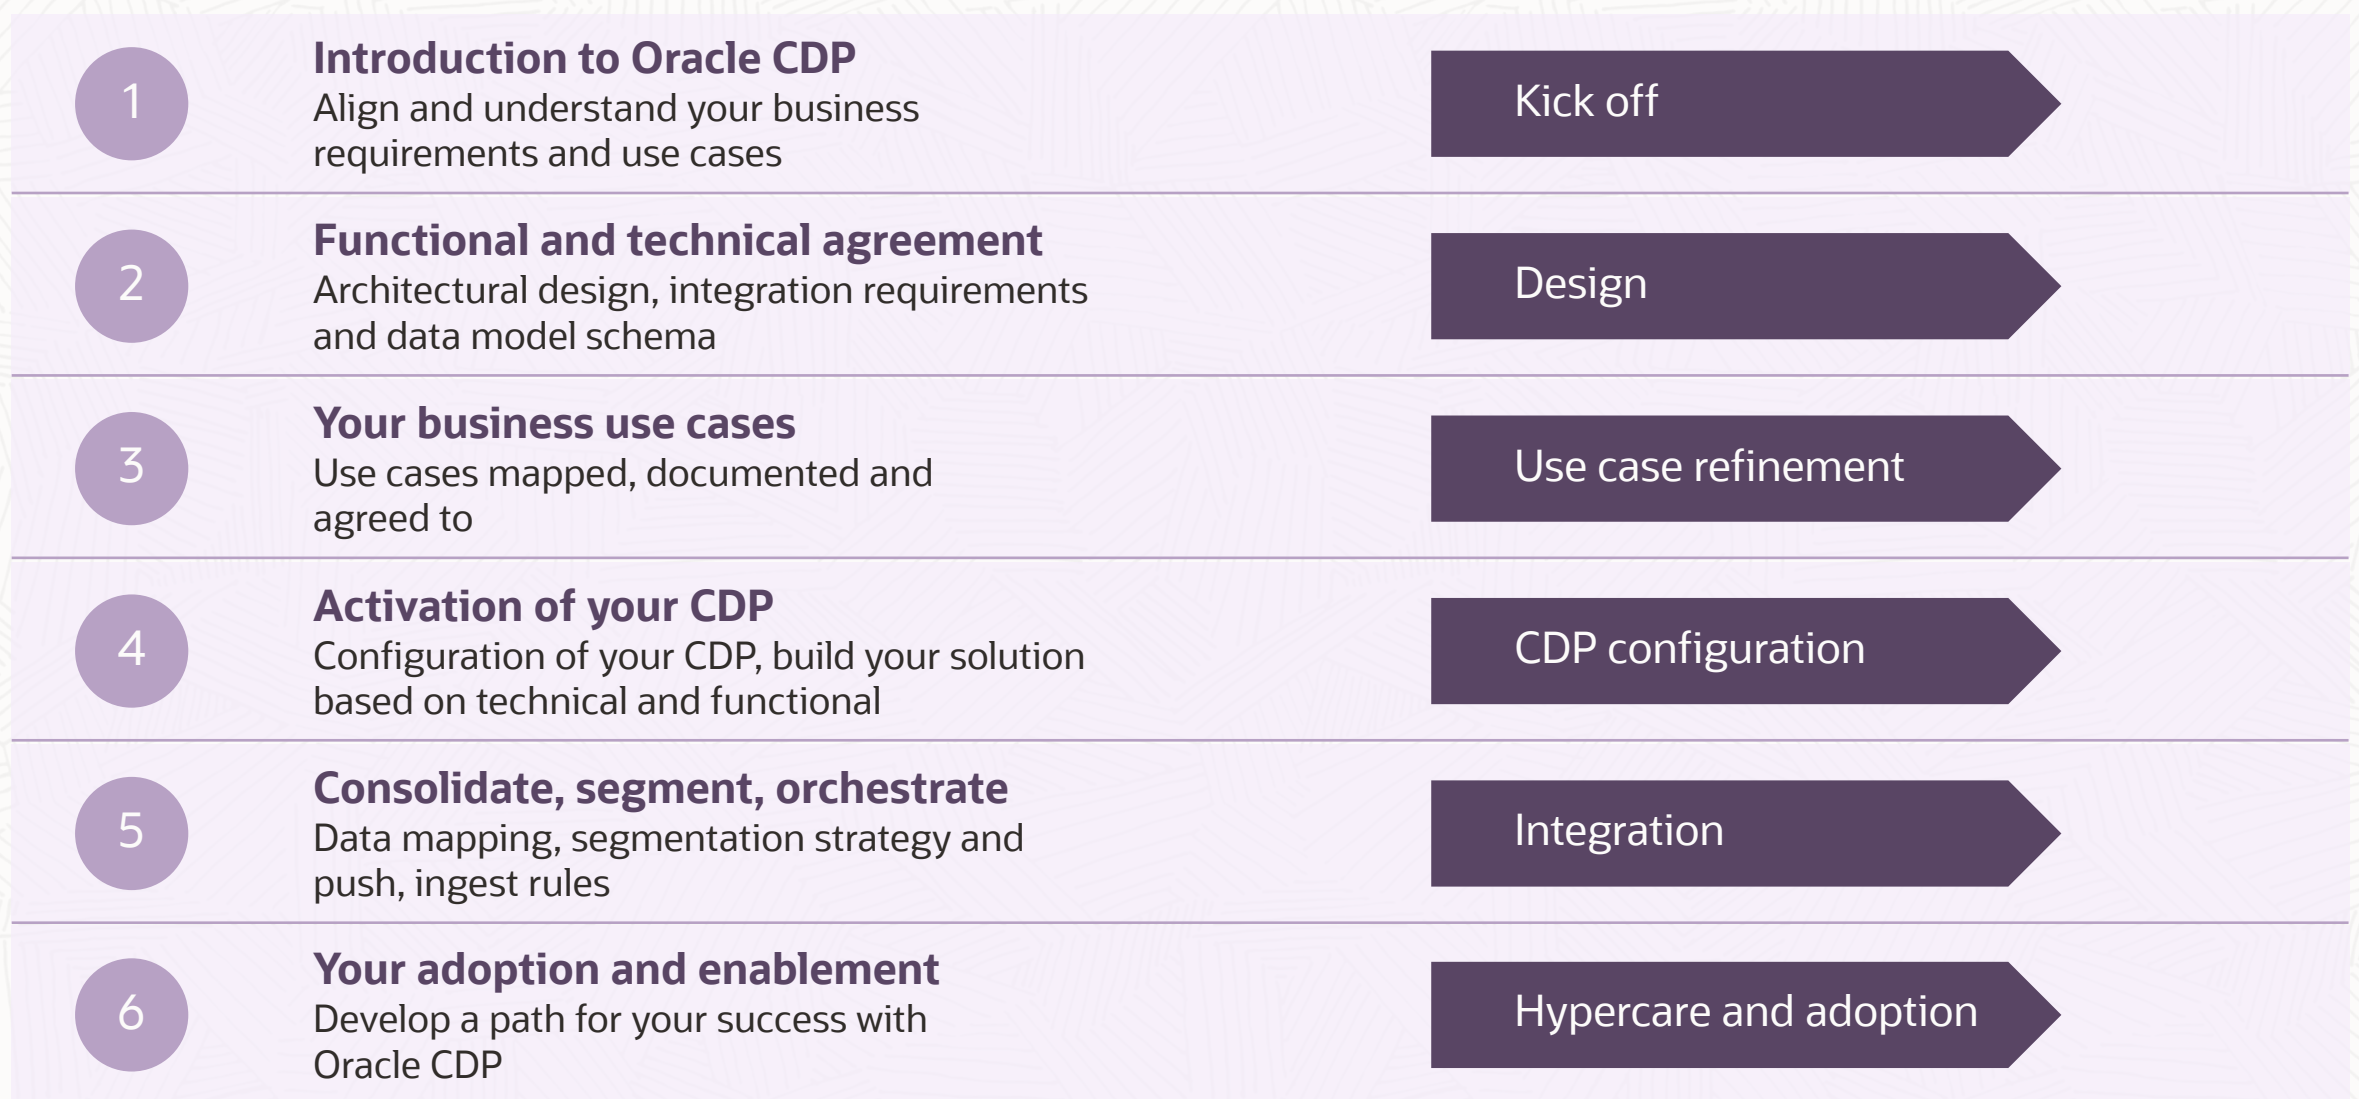 1
Introduction to Oracle CDP
Align and understand your business
requirements and use cases
Kick off
2
Functional and technical agreement
Architectural design, integration requirements
and data model schema
Design
3
Your business use cases
Use cases mapped, documented and
agreed to
Use case refinement
4
Activation of your CDP
Configuration of your CDP, build your solution
based on technical and functional
CDP configuration
5
Consolidate, segment, orchestrate
Data mapping, segmentation strategy and
push, ingest rules
Integration
6
Your adoption and enablement
Develop a path for your success with
Oracle CDP
Hypercare and adoption